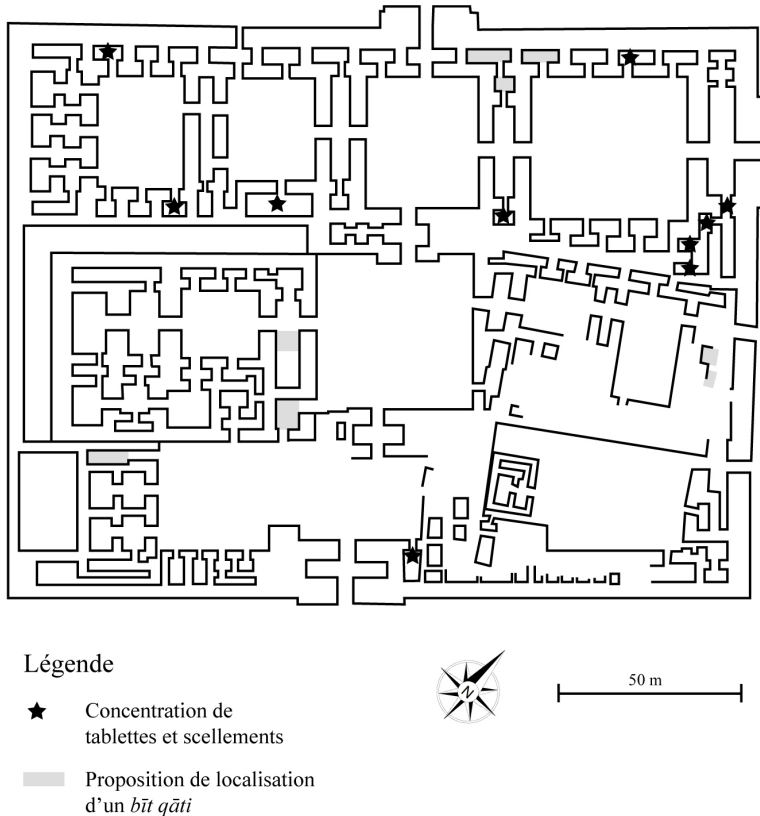 Légende
Concentration de
tablettes et scellements
Proposition de localisation
d'un bīt qāti
N
50 m